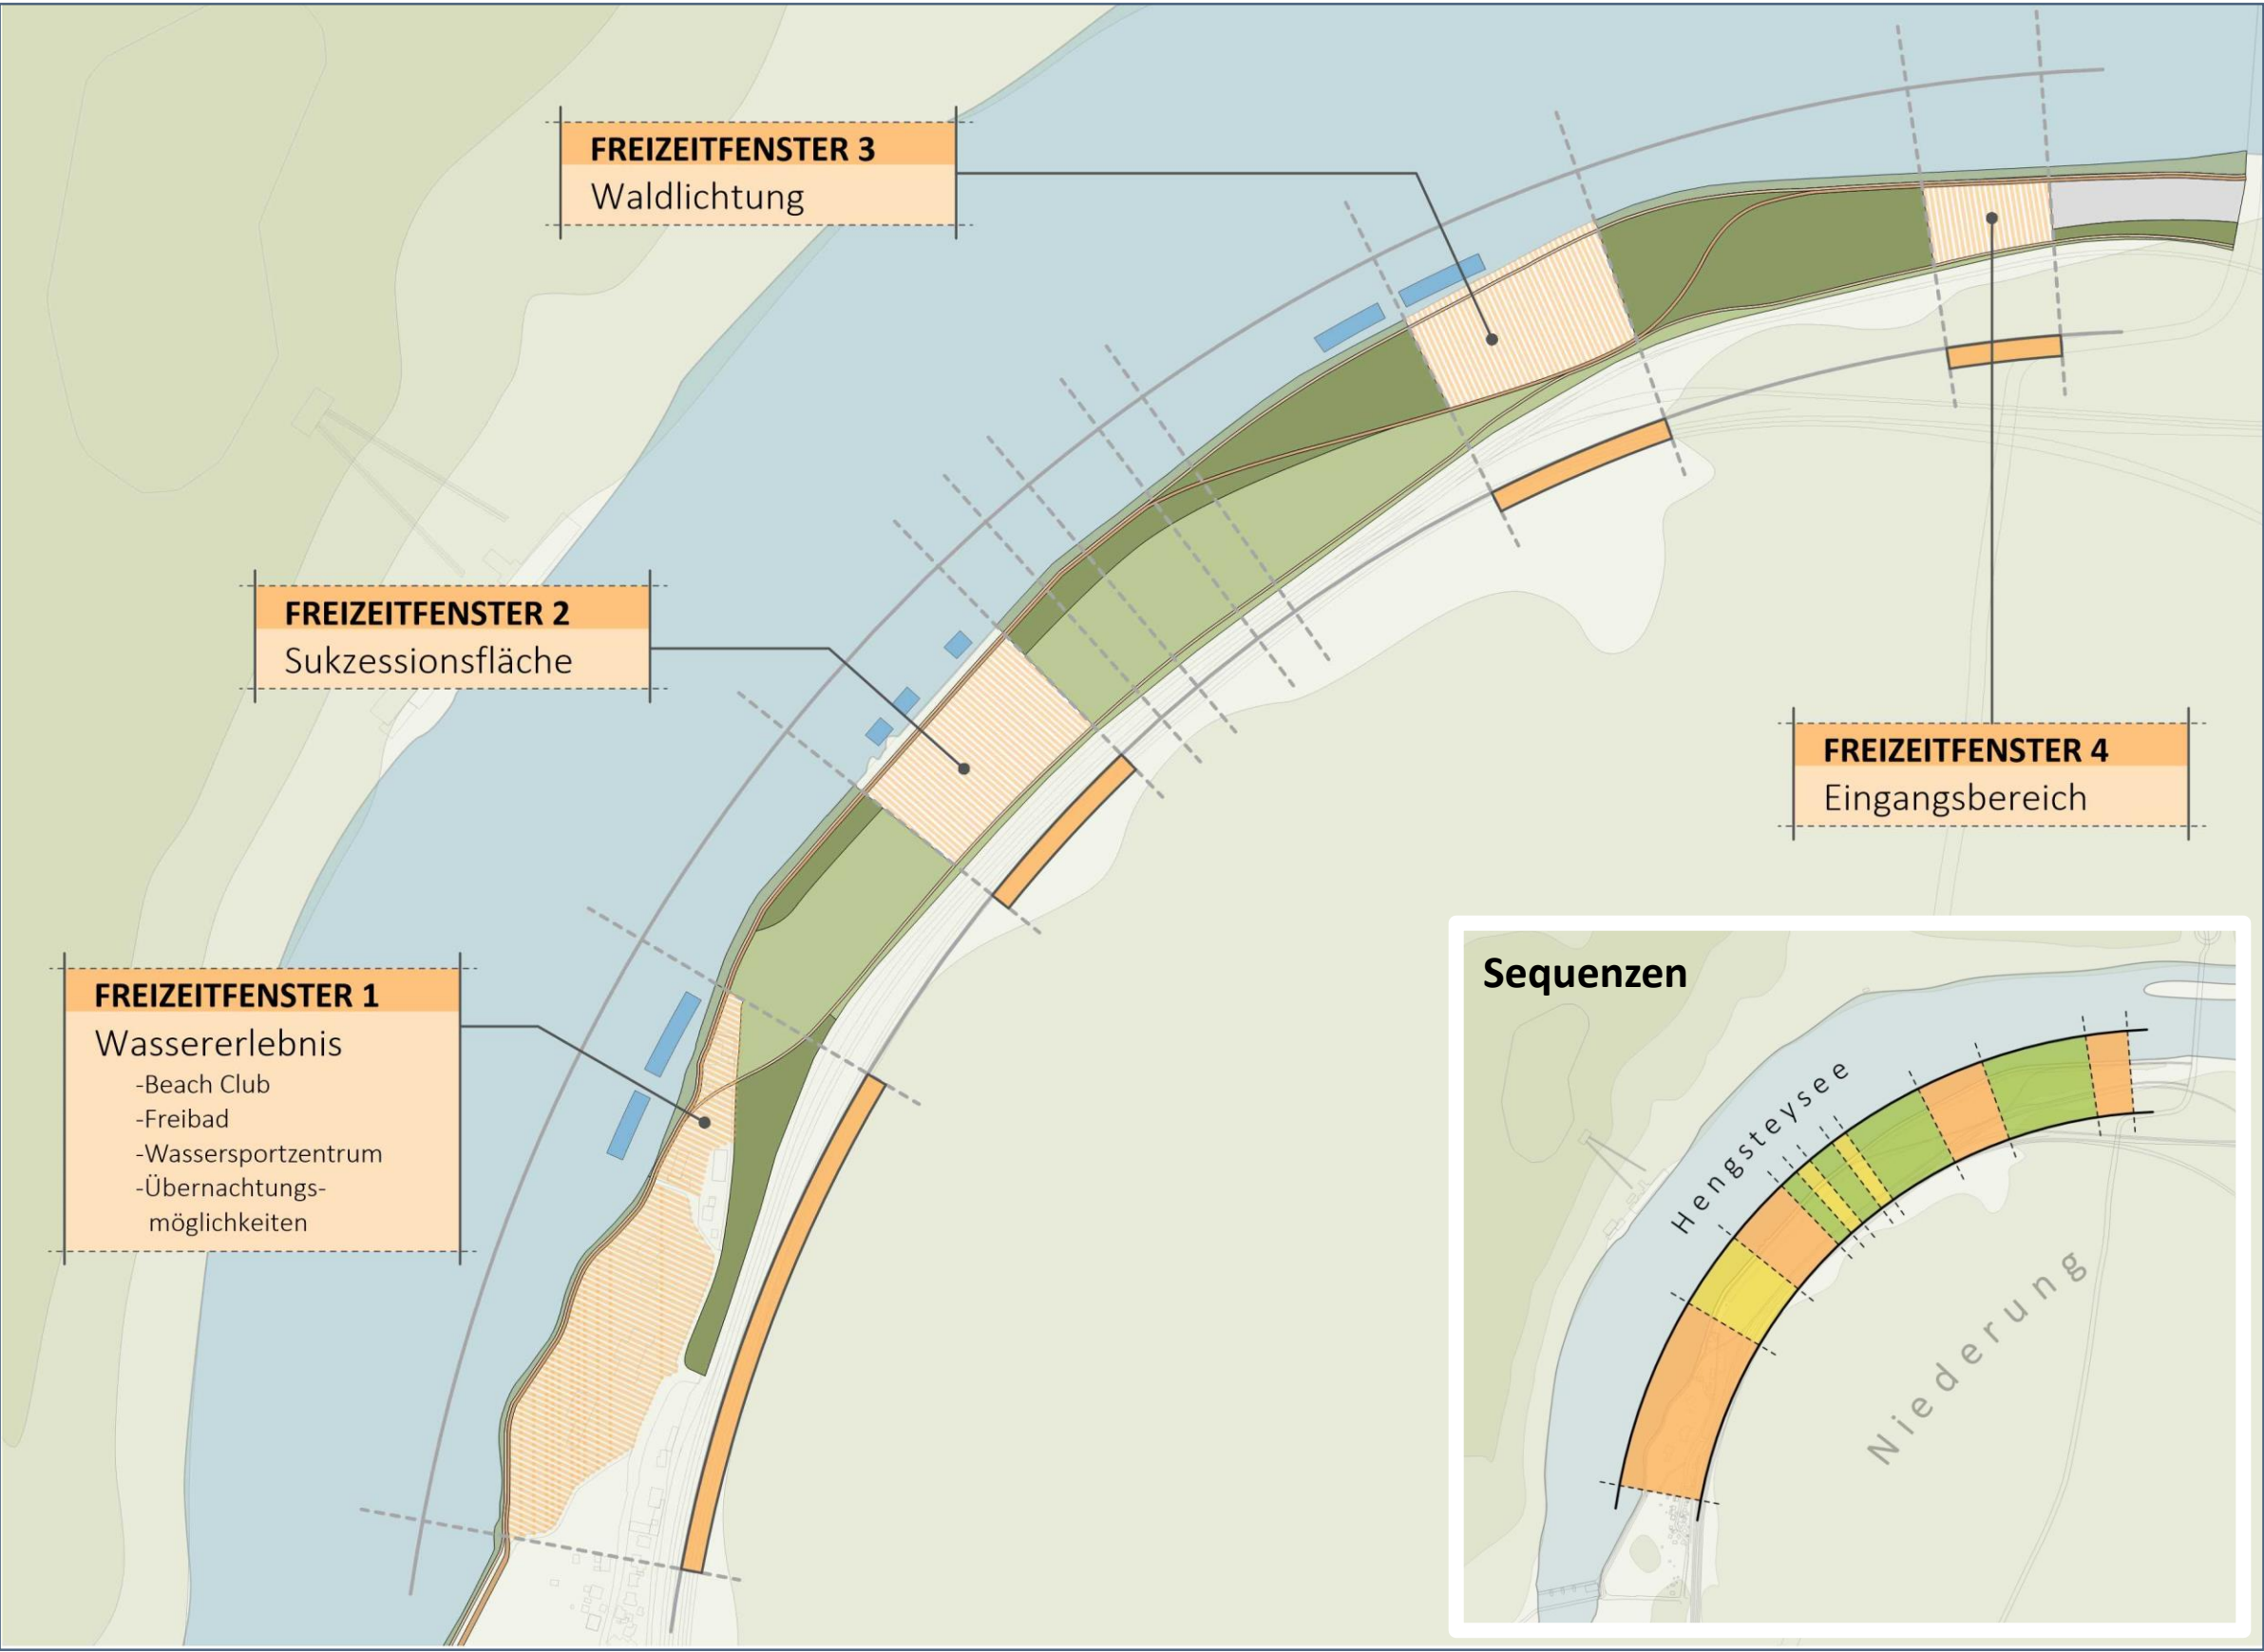 FREIZEITFENSTER 3
Waldlichtung
FREIZEITFENSTER 2
Sukzessionsfläche
FREIZEITFENSTER 4
Eingangsbereich
FREIZEITFENSTER 1
Wassererlebnis
-Beach Club
-Freibad
-Wassersportzentrum
-Übernachtungs-
möglichkeiten
Sequenzen
Hengsteysee
Niederung